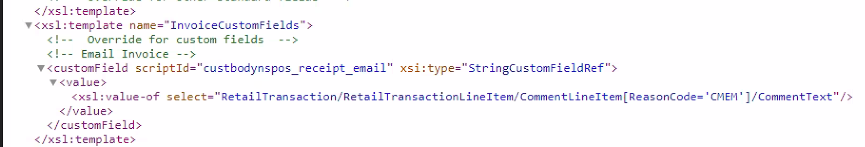 </xsl:template>
▼<xsl:template name="InvoiceCustomFields">
<!-- Override for custom fields -->
<!-- Email Invoice -->
▼<customField scriptId="custbodynspos_receipt_email" xsi:type="StringCustomFieldRef">
▼<value>
<xsl:value-of select="RetailTransaction/RetailTransactionLineItem/CommentLineItem[ReasonCode='CMEM']/CommentText"/>
</value>
</customField>
</xsl:template>